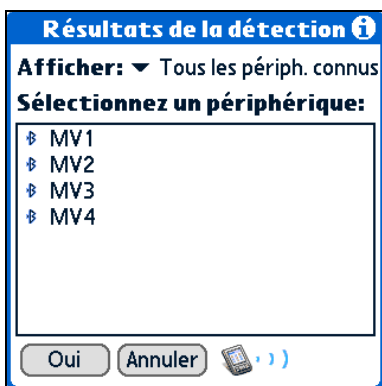 Résultats de la détection
Afficher: Tous les périph. connus
Sélectionnez un périphérique:
MV1
MV2
MV3
MV4
Oui Annuler